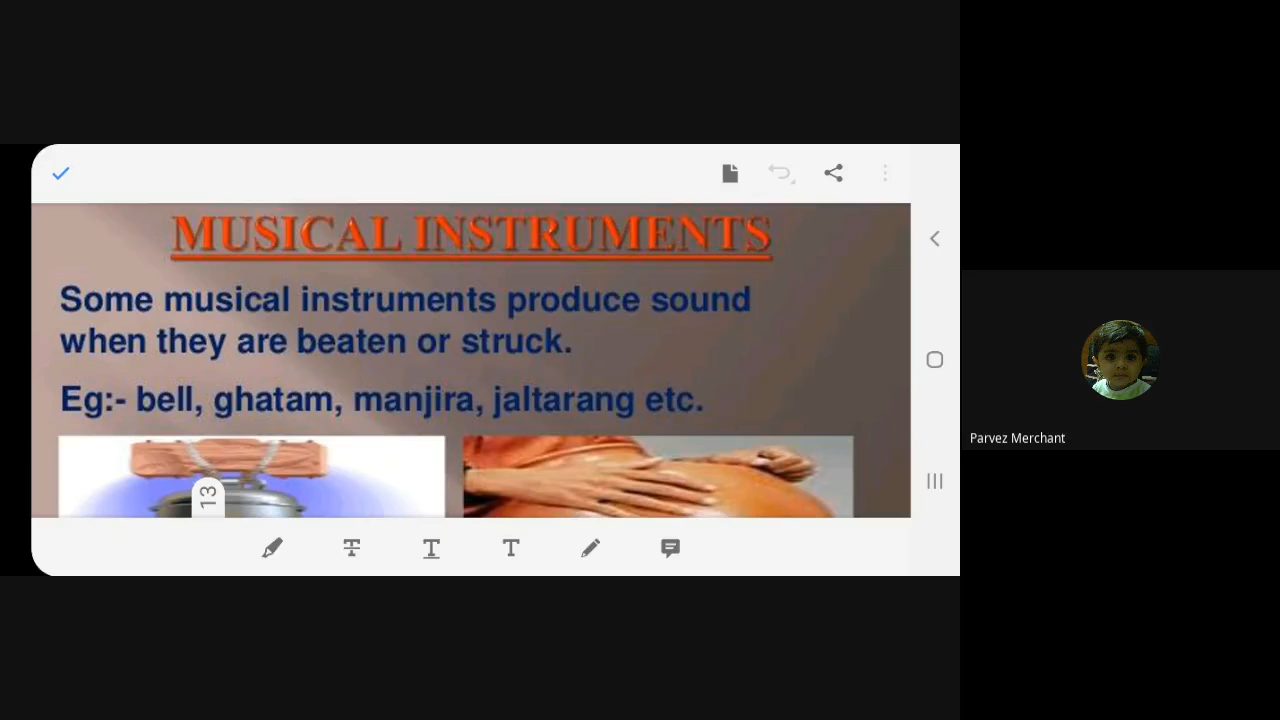 MUSICAL INSTRUMENTS
Some musical instruments produce sound
when they are beaten or struck.
Eg:- bell, ghatam, manjira, jaltarang etc.
13
T
Parvez Merchant